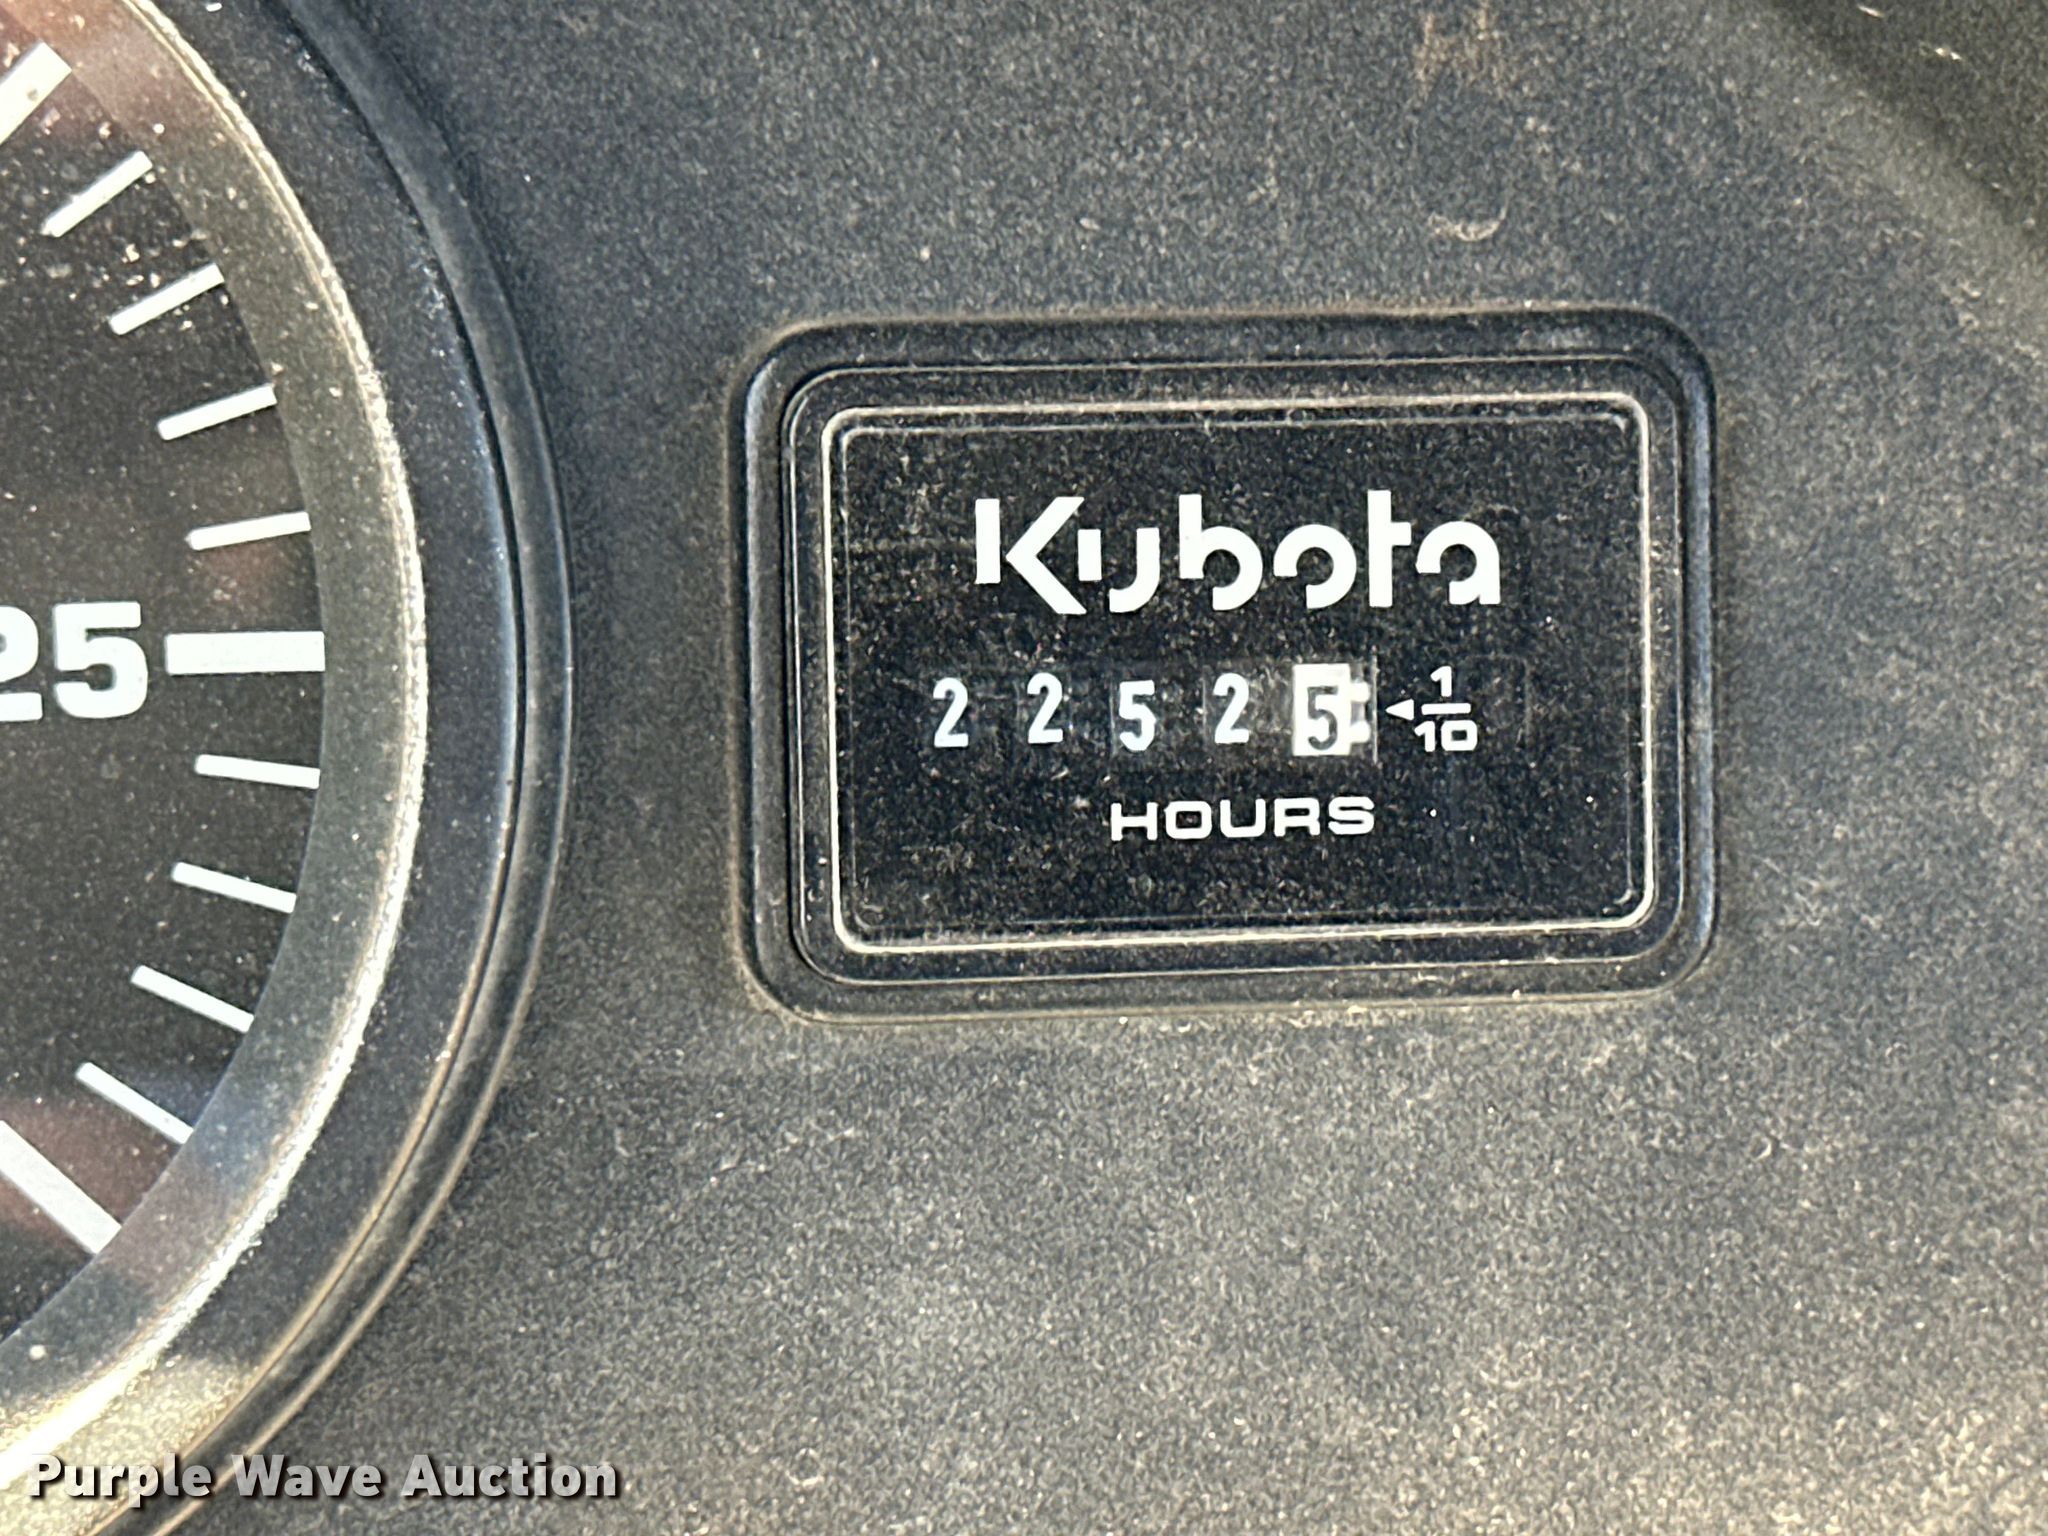 25
Kubota
2 2 5 2 5 ◄ 1/10
HOURS
Purple Wave Auction